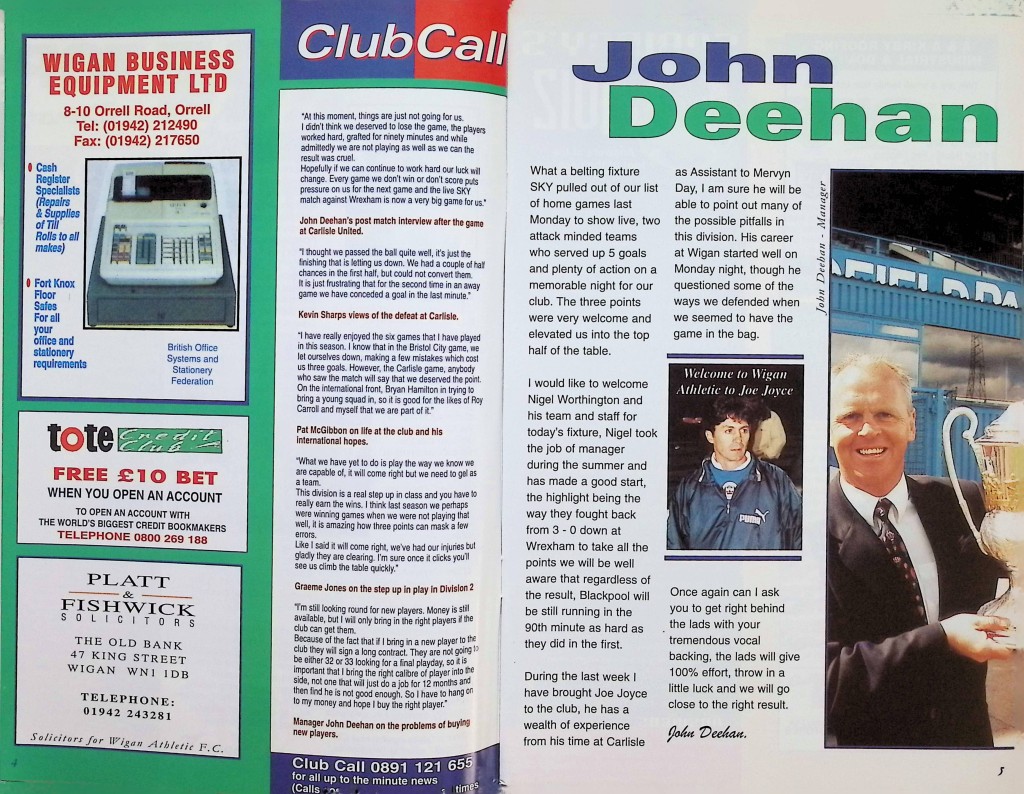 WIGAN BUSINESS
EQUIPMENT LTD
8-10 Orrell Road, Orrell
Tel: (01942) 212490
Fax: (01942) 217650
Cash
Register
Specialists
(Repairs
& Supplies
of Till
Rolls to all
makes)
Fort Knox
Floor
Safes
For all
your
office and
stationery
requirements
British Office
Systems and
Stationery
Federation
tote Credit
Club
FREE £10 BET
WHEN YOU OPEN AN ACCOUNT
TO OPEN AN ACCOUNT WITH
THE WORLD'S BIGGEST CREDIT BOOKMAKERS
TELEPHONE 0800 269 188
PLATT
&
FISHWICK
SOLICITORS
THE OLD BANK
47 KING STREET
WIGAN WN1 1DB
TELEPHONE:
01942 243281
Solicitors for Wigan Athletic F.C.
4
ClubCall
"At this moment, things are just not going for us.
I didn't think we deserved to lose the game, the players
worked hard, grafted for ninety minutes and while
admittedly we are not playing as well as we can the
result was cruel.
Hopefully if we can continue to work hard our luck will
change. Every game we don't win or don't score puts
pressure on us for the next game and the live SKY
match against Wrexham is now a very big game for us."
John Deehan's post match interview after the game
at Carlisle United.
"I thought we passed the ball quite well, it's just the
finishing that is letting us down. We had a couple of half
chances in the first half, but could not convert them.
It is just frustrating that for the second time in an away
game we have conceded a goal in the last minute."
Kevin Sharps views of the defeat at Carlisle.
"I have really enjoyed the six games that I have played
in this season. I know that in the Bristol City game, we
let ourselves down, making a few mistakes which cost
us three goals. However, the Carlisle game, anybody
who saw the match will say that we deserved the point.
On the international front, Bryan Hamilton in trying to
bring a young squad in, so it is good for the likes of Roy
Carroll and myself that we are part of it."
Pat McGibbon on life at the club and his
international hopes.
"What we have yet to do is play the way we know we
are capable of, it will come right but we need to gel as
a team.
This division is a real step up in class and you have to
really earn the wins. I think last season we perhaps
were winning games when we were not playing that
well, it is amazing how three points can mask a few
errors.
Like I said it will come right, we've had our injuries but
gladly they are clearing. I'm sure once it clicks you'll
see us climb the table quickly."
Graeme Jones on the step up in play in Division 2
"I'm still looking round for new players. Money is still
available, but I will only bring in the right players if the
club can get them.
Because of the fact that if I bring in a new player to the
club they will sign a long contract. They are not going to
be either 32 or 33 looking for a final playday, so it is
important that I bring the right calibre of player into the
side, not one that will just do a job for 12 months and
then find he is not good enough. So I have to hang on
to my money and hope I buy the right player."
Manager John Deehan on the problems of buying
new players.
Club Call 0891 121 655
for all up to the minute news
(Calls times
John
Deehan
What a belting fixture
SKY pulled out of our list
of home games last
Monday to show live, two
attack minded teams
who served up 5 goals
and plenty of action on a
memorable night for our
club. The three points
were very welcome and
elevated us into the top
half of the table.
I would like to welcome
Nigel Worthington and
his team and staff for
today's fixture, Nigel took
the job of manager
during the summer and
has made a good start,
the highlight being the
way they fought back
from 3 - 0 down at
Wrexham to take all the
points we will be well
aware that regardless of
the result, Blackpool will
be still running in the
90th minute as hard as
they did in the first.
During the last week I
have brought Joe Joyce
to the club, he has a
wealth of experience
from his time at Carlisle
as Assistant to Mervyn
Day, I am sure he will be
able to point out many of
the possible pitfalls in
this division. His career
at Wigan started well on
Monday night, though he
questioned some of the
ways we defended when
we seemed to have the
game in the bag.
Welcome to Wigan
Athletic to Joe Joyce
PUMA
Once again can I ask
you to get right behind
the lads with your
tremendous vocal
backing, the lads will give
100% effort, throw in a
little luck and we will go
close to the right result.
John Deehan.
John Deehan - Manager
5